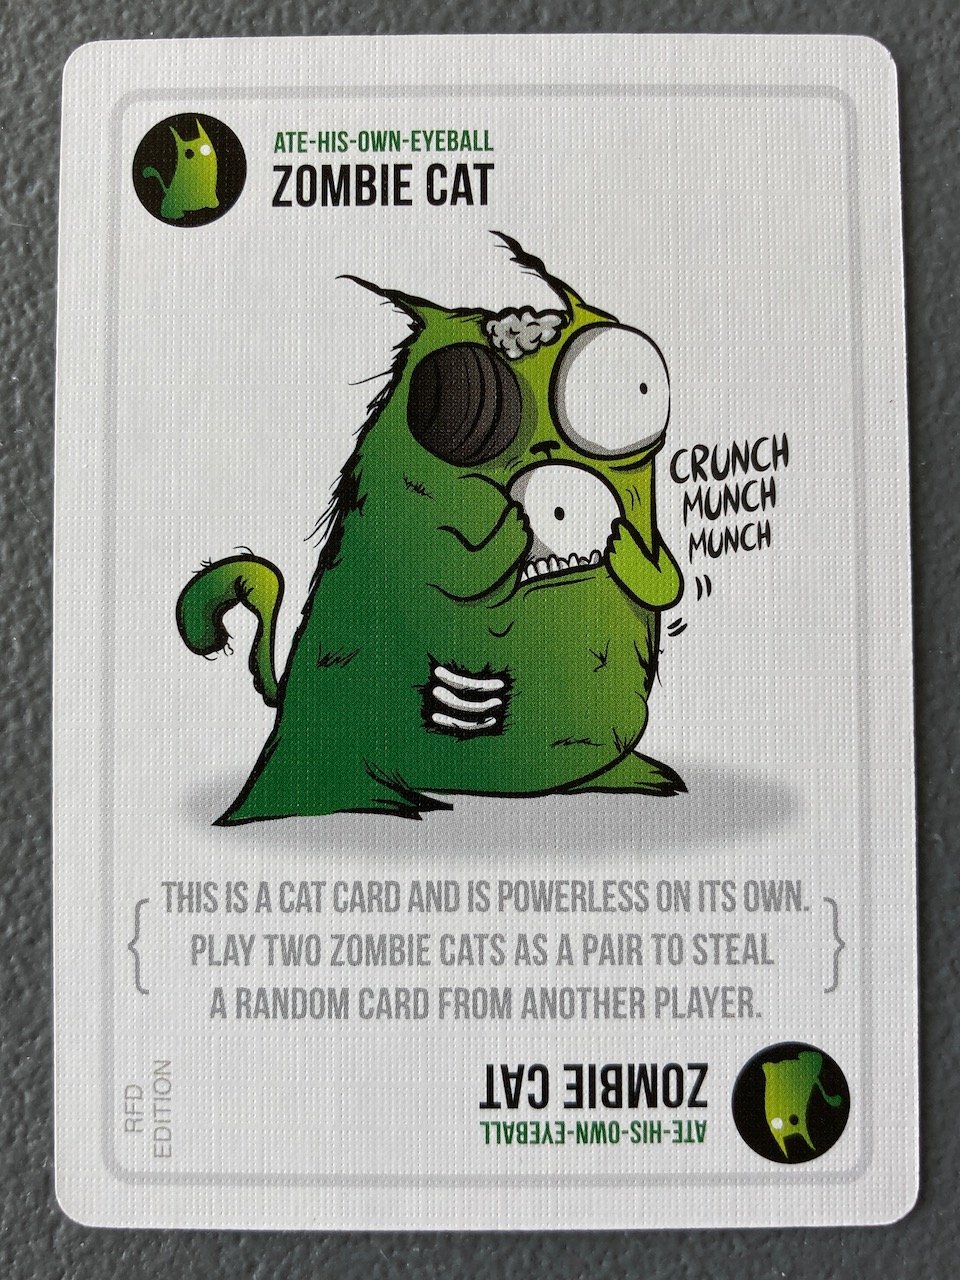 ATE-HIS-OWN-EYEBALL
ZOMBIE CAT
CRUNCH
MUNCH
MUNCH
THIS IS A CAT CARD AND IS POWERLESS ON ITS OWN.
PLAY TWO ZOMBIE CATS AS A PAIR TO STEAL
A RANDOM CARD FROM ANOTHER PLAYER.
RFD
EDITION
ATE-HIS-OWN-EYEBALL
ZOMBIE CAT